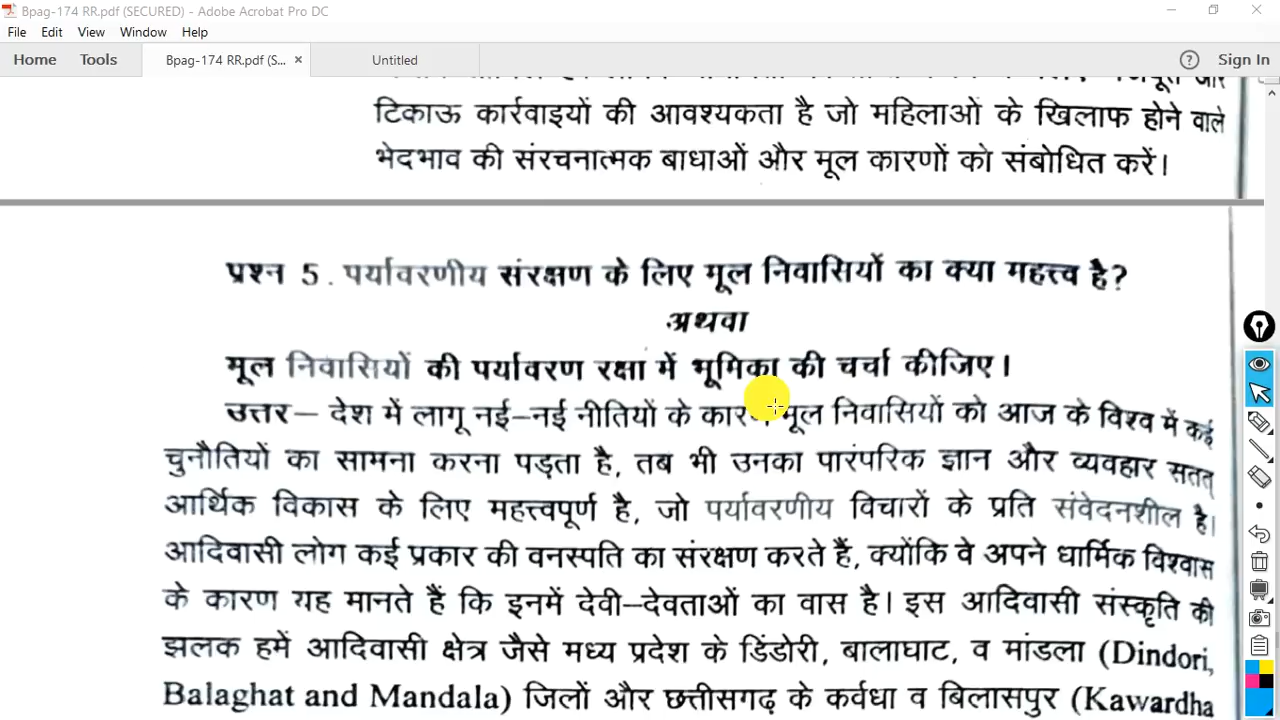 Bpag-174 RR.pdf (SECURED) - Adobe Acrobat Pro DC
File Edit View Window Help
Home Tools Bpag-174 RR.pdf (S... × Untitled ? Sign In
टिकाऊ कार्रवाइयों की आवश्यकता है जो महिलाओं के खिलाफ होने वाले
भेदभाव की संरचनात्मक बाधाओं और मूल कारणों को संबोधित करें।
प्रश्न 5. पर्यावरणीय संरक्षण के लिए मूल निवासियों का क्या महत्त्व है?
अथवा
मूल निवासियों की पर्यावरण रक्षा में भूमिका की चर्चा कीजिए।
उत्तर– देश में लागू नई–नई नीतियों के कारण मूल निवासियों को आज के विश्व में कई
चुनौतियों का सामना करना पड़ता है, तब भी उनका पारंपरिक ज्ञान और व्यवहार सतत्
आर्थिक विकास के लिए महत्त्वपूर्ण है, जो पर्यावरणीय विचारों के प्रति संवेदनशील है।
आदिवासी लोग कई प्रकार की वनस्पति का संरक्षण करते हैं, क्योंकि वे अपने धार्मिक विश्वास
के कारण यह मानते हैं कि इनमें देवी–देवताओं का वास है। इस आदिवासी संस्कृति की
झलक हमें आदिवासी क्षेत्र जैसे मध्य प्रदेश के डिंडोरी, बालाघाट, व मांडला (Dindori,
Balaghat and Mandala) जिलों और छत्तीसगढ़ के कर्वधा व बिलासपुर (Kawardha